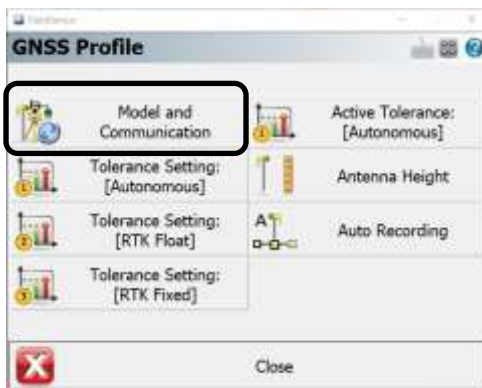 GNSS Profile
Model and
Communication
Active Tolerance:
[Autonomous]
Tolerance Setting:
[Autonomous]
Antenna Height
Tolerance Setting:
[RTK Float]
Auto Recording
Tolerance Setting:
[RTK Fixed]
Close